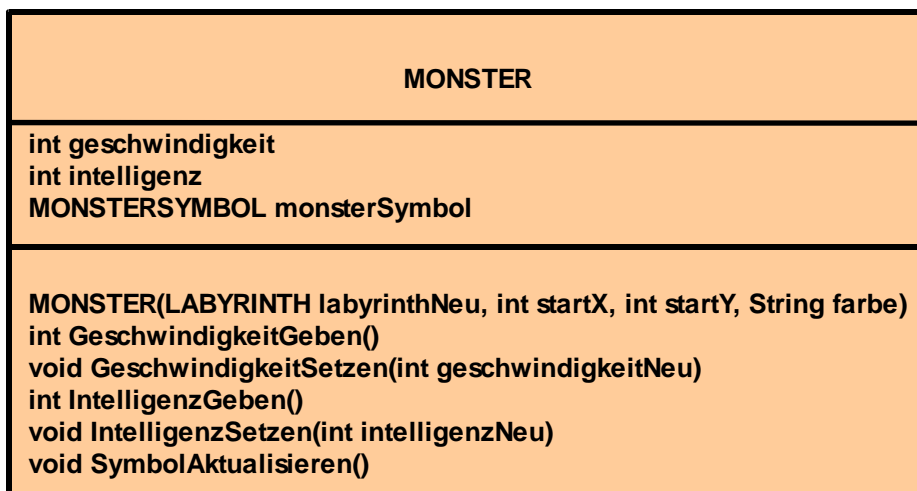 MONSTER
int geschwindigkeit
int intelligenz
MONSTERSYMBOL monsterSymbol
MONSTER(LABYRINTH labyrinthNeu, int startX, int startY, String farbe)
int GeschwindigkeitGeben()
void GeschwindigkeitSetzen(int geschwindigkeitNeu)
int IntelligenzGeben()
void IntelligenzSetzen(int intelligenzNeu)
void SymbolAktualisieren()